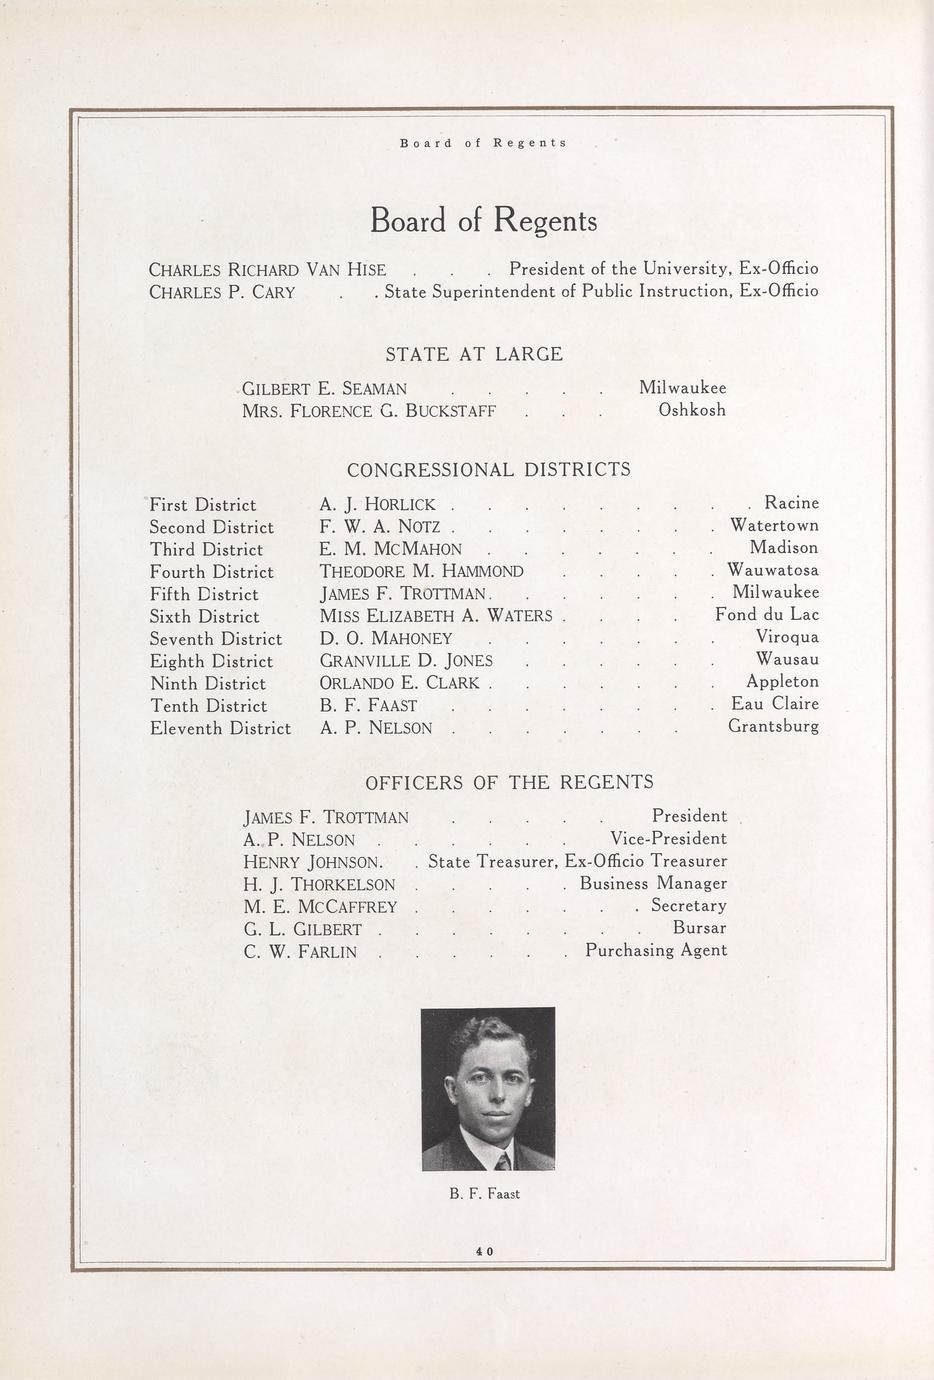 Board of Regents
Board of Regents
CHARLES RICHARD VAN HISE . . . President of the University, Ex-Officio
CHARLES P. CARY . . State Superintendent of Public Instruction, Ex-Officio
STATE AT LARGE
GILBERT E. SEAMAN . . . . . Milwaukee
MRS. FLORENCE G. BUCKSTAFF . . . Oshkosh
CONGRESSIONAL DISTRICTS
First District A. J. HORLICK . . . . . . . . . Racine
Second District F. W. A. NOTZ . . . . . . . . Watertown
Third District E. M. MCMAHON . . . . . . . Madison
Fourth District THEODORE M. HAMMOND . . . . . Wauwatosa
Fifth District JAMES F. TROTTMAN . . . . . . . Milwaukee
Sixth District MISS ELIZABETH A. WATERS . . . . Fond du Lac
Seventh District D. O. MAHONEY . . . . . . . Viroqua
Eighth District GRANVILLE D. JONES . . . . . . Wausau
Ninth District ORLANDO E. CLARK . . . . . . . Appleton
Tenth District B. F. FAAST . . . . . . . . Eau Claire
Eleventh District A. P. NELSON . . . . . . . Grantsburg
OFFICERS OF THE REGENTS
JAMES F. TROTTMAN . . . . . President
A. P. NELSON . . . . . . Vice-President
HENRY JOHNSON. . State Treasurer, Ex-Officio Treasurer
H. J. THORKELSON . . . . . Business Manager
M. E. MCCAFFREY . . . . . . . Secretary
G. L. GILBERT . . . . . . . . Bursar
C. W. FARLIN . . . . . . Purchasing Agent
B. F. Faast
40